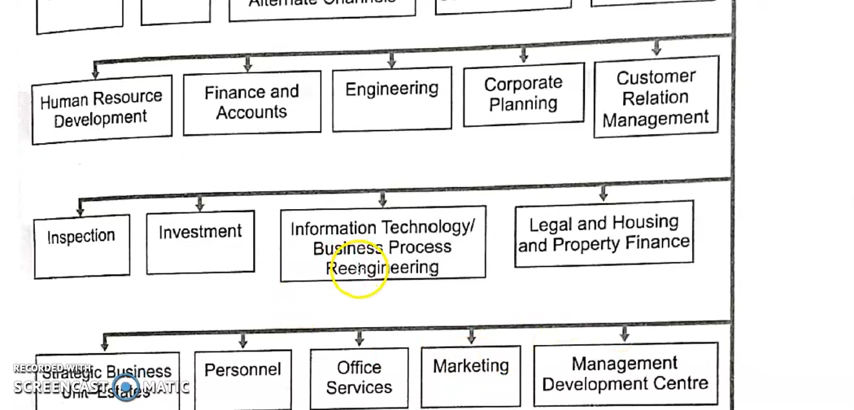 Alternate Channels
Human Resource
Development
Finance and
Accounts
Engineering
Corporate
Planning
Customer
Relation
Management
Inspection
Investment
Information Technology/
Business Process
Reengineering
Legal and Housing
and Property Finance
Strategic Business
Unit-Estates
Personnel
Office
Services
Marketing
Management
Development Centre
RECORDED WITH
SCREENCAST MATIC